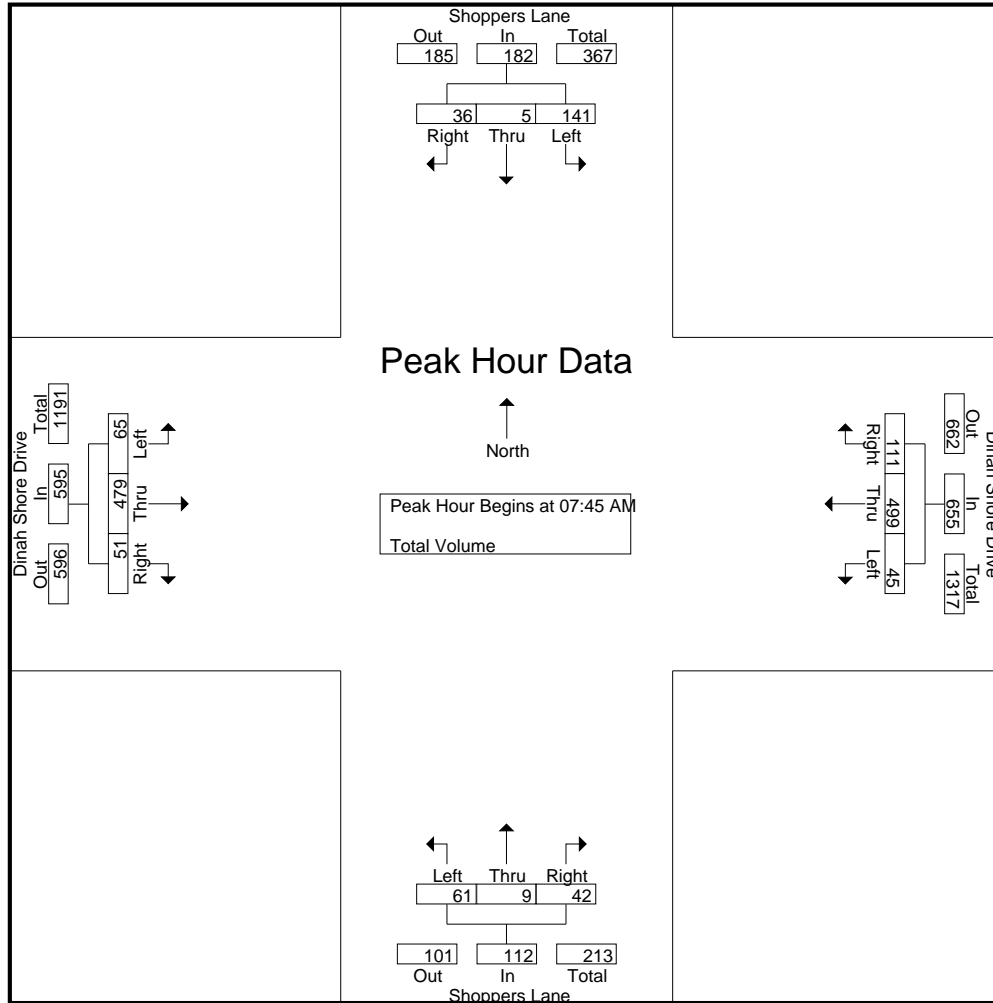 Shoppers Lane
Out In Total
185 182 367
36 5 141
Right Thru Left
Peak Hour Data
North
Peak Hour Begins at 07:45 AM
Total Volume
Dinah Shore Drive
Out In Total
596 595 1191
65 479 51
Left Thru Right
Dinah Shore Drive
Out In Total
662 655 1317
111 499 45
Right Thru Left
Left Thru Right
61 9 42
101 112 213
Out In Total
Shoppers Lane